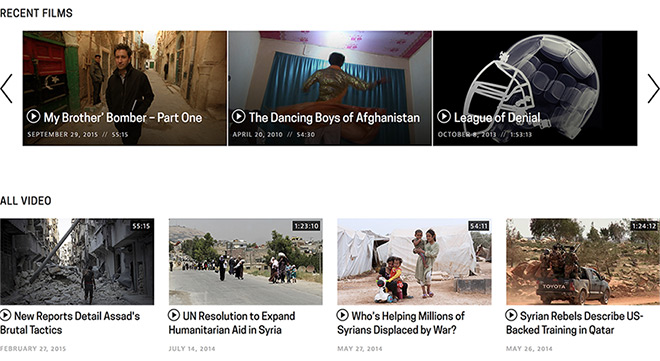 RECENT FILMS
My Brother' Bomber – Part One
SEPTEMBER 29, 2015 // 55:15
The Dancing Boys of Afghanistan
APRIL 20, 2010 // 54:30
League of Denial
OCTOBER 8, 2013 // 1:53:13
ALL VIDEO
55:15
New Reports Detail Assad's
Brutal Tactics
FEBRUARY 27, 2015
1:23:10
UN Resolution to Expand
Humanitarian Aid in Syria
JULY 14, 2014
54:11
Who's Helping Millions of
Syrians Displaced by War?
MAY 27, 2014
1:24:12
TOYOTA
Syrian Rebels Describe US-
Backed Training in Qatar
MAY 26, 2014